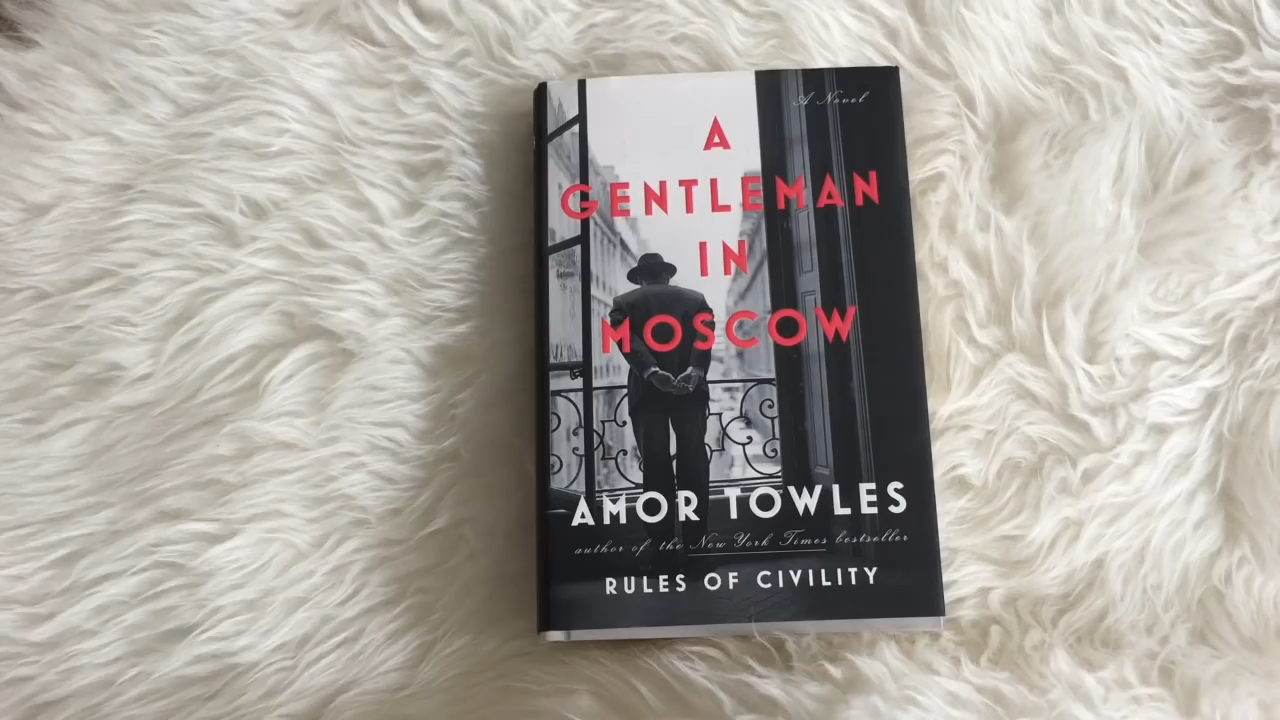 A Novel
A
GENTLEMAN
IN
MOSCOW
AMOR TOWLES
author of the New York Times bestseller
RULES OF CIVILITY